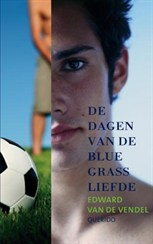 DE
DAGEN
VAN DE
BLUE
GRASS
LIEFDE
EDWARD
VAN DE VENDEL
QUERIDO